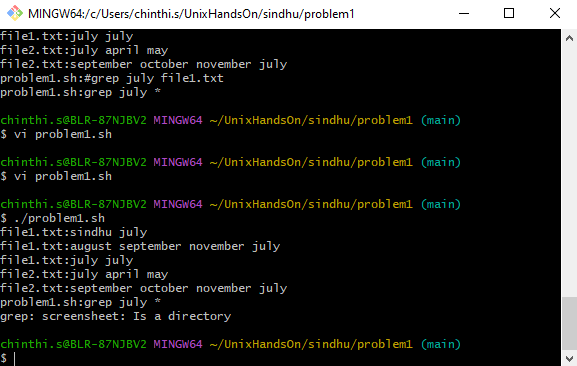 MINGW64:/c/Users/chinthi.s/UnixHandsOn/sindhu/problem1
file1.txt:july july
file2.txt:july april may
file2.txt:september october november july
problem1.sh:#grep july file1.txt
problem1.sh:grep july *
chinthi.s@BLR-87NJBV2 MINGW64 ~/UnixHandsOn/sindhu/problem1 (main)
$ vi problem1.sh
chinthi.s@BLR-87NJBV2 MINGW64 ~/UnixHandsOn/sindhu/problem1 (main)
$ vi problem1.sh
chinthi.s@BLR-87NJBV2 MINGW64 ~/UnixHandsOn/sindhu/problem1 (main)
$ ./problem1.sh
file1.txt:sindhu july
file1.txt:august september november july
file1.txt:july july
file2.txt:july april may
file2.txt:september october november july
problem1.sh:grep july *
grep: screensheet: Is a directory
chinthi.s@BLR-87NJBV2 MINGW64 ~/UnixHandsOn/sindhu/problem1 (main)
$